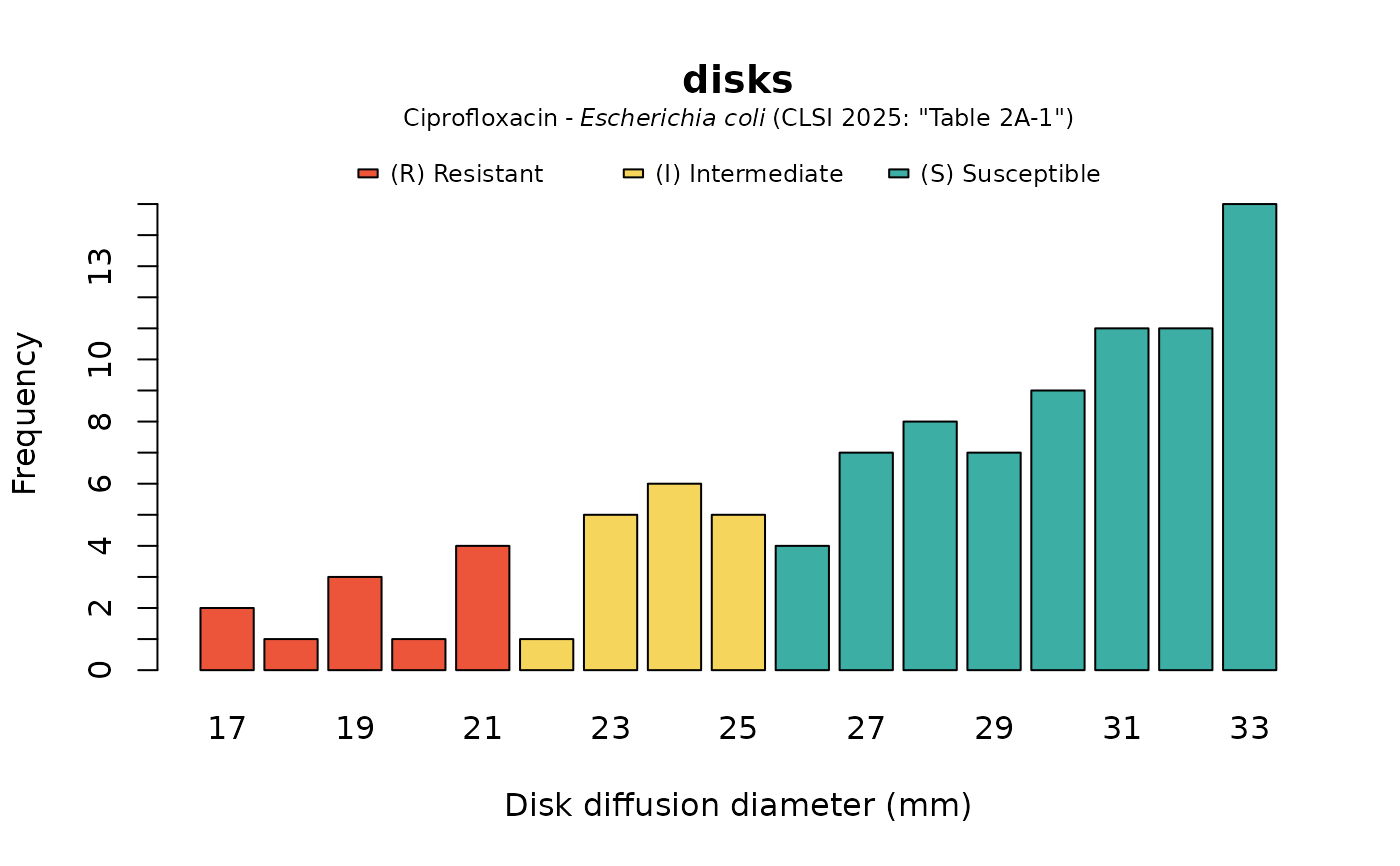 disks
Ciprofloxacin - Escherichia coli (CLSI 2025: "Table 2A-1")
(R) Resistant (I) Intermediate (S) Susceptible
Frequency
13
10
8
6
4
2
0
17 19 21 23 25 27 29 31 33
Disk diffusion diameter (mm)